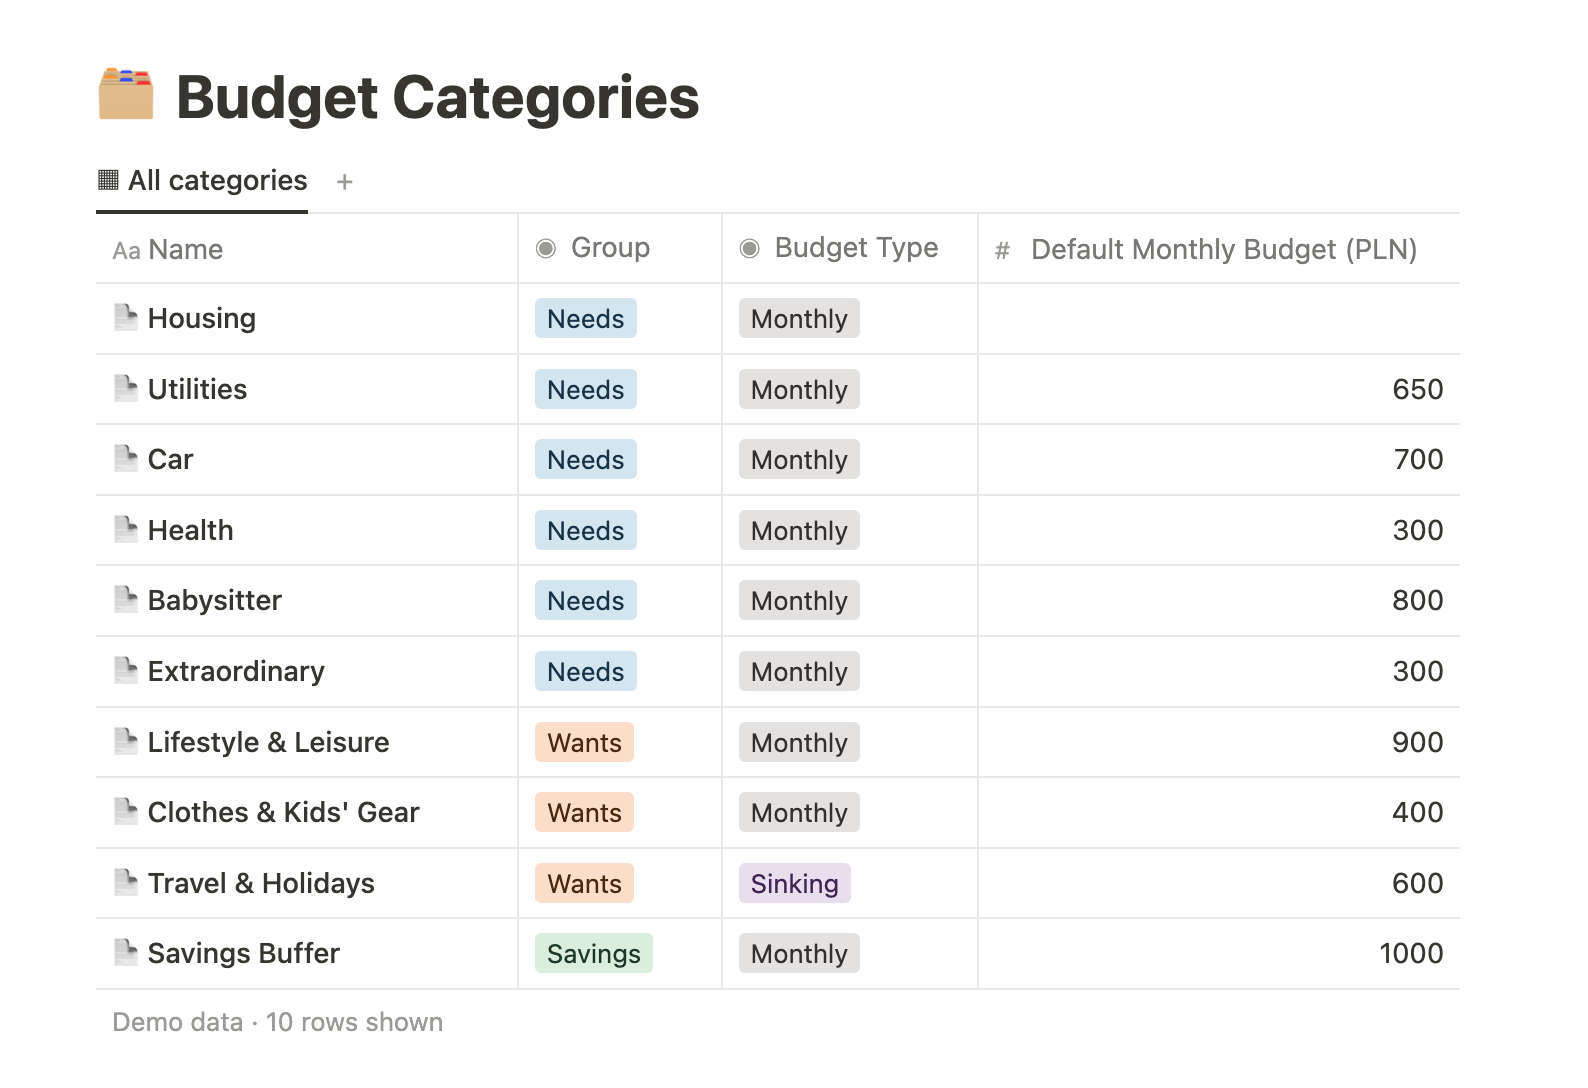 Budget Categories
All categories +
Aa Name Group Budget Type # Default Monthly Budget (PLN)
Housing Needs Monthly
Utilities Needs Monthly 650
Car Needs Monthly 700
Health Needs Monthly 300
Babysitter Needs Monthly 800
Extraordinary Needs Monthly 300
Lifestyle & Leisure Wants Monthly 900
Clothes & Kids' Gear Wants Monthly 400
Travel & Holidays Wants Sinking 600
Savings Buffer Savings Monthly 1000
Demo data · 10 rows shown